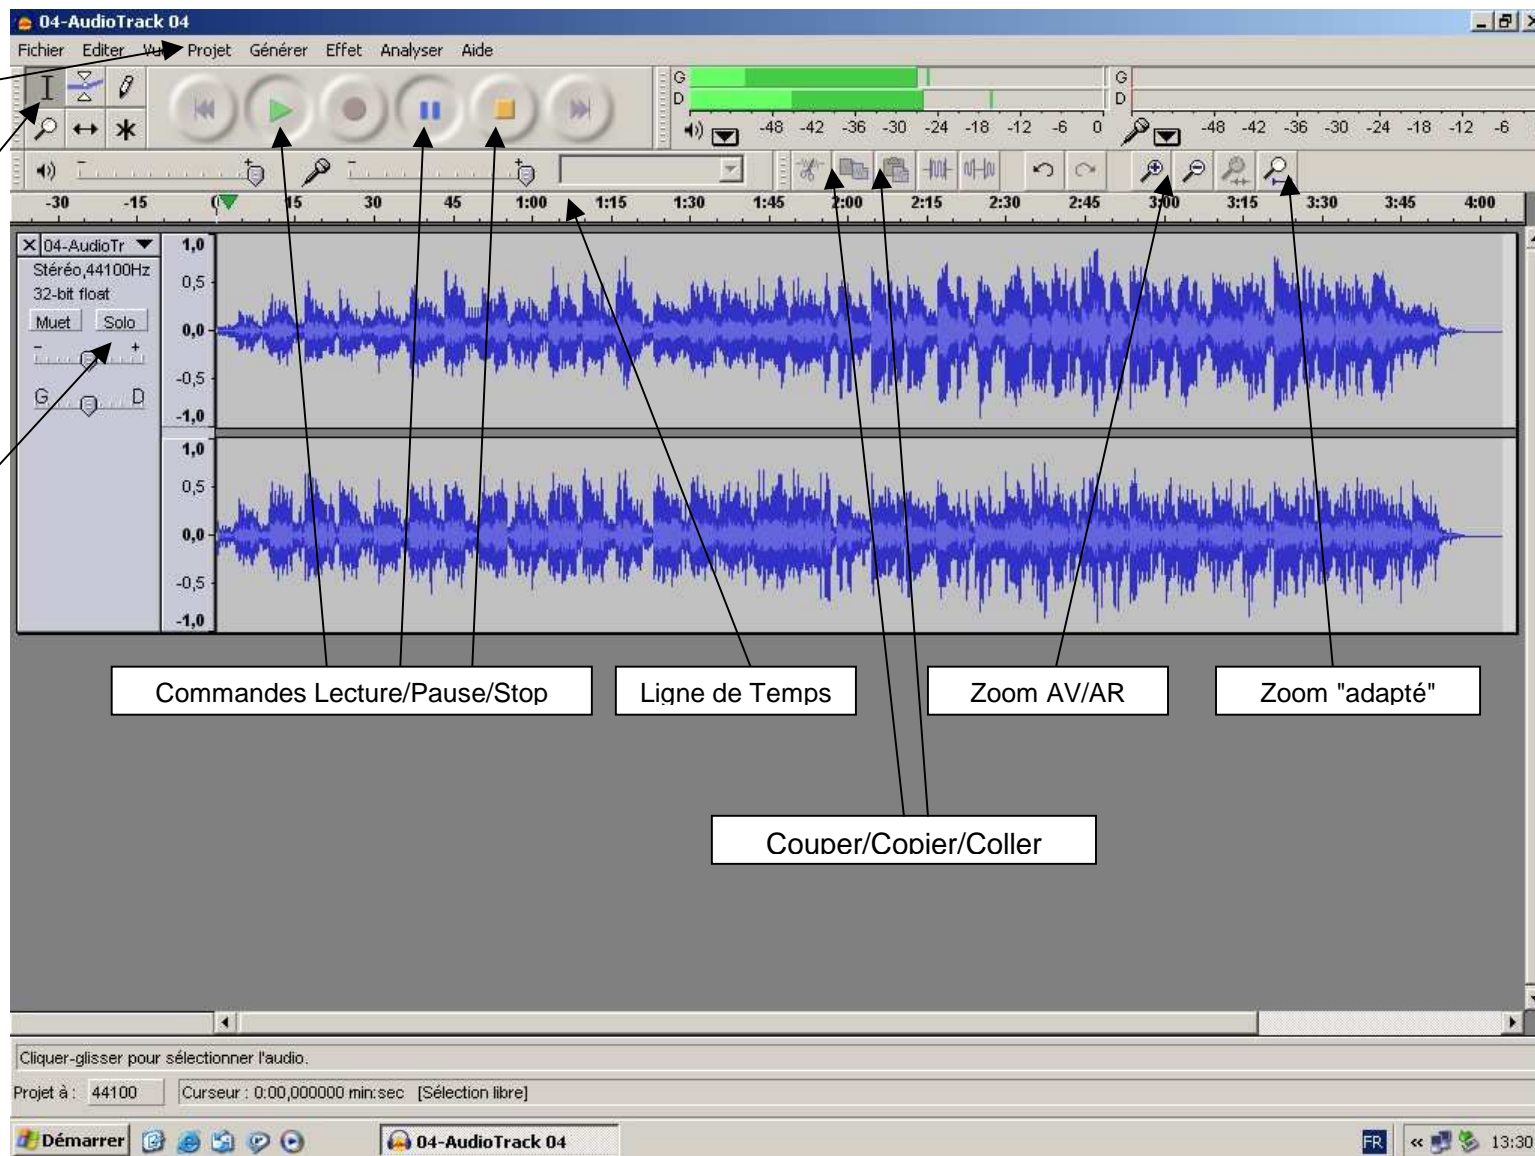 04-AudioTrack 04
Fichier Editer Vue Projet Générer Effet Analyser Aide
G
D
-48 -42 -36 -30 -24 -18 -12 -6 0
G
D
-48 -42 -36 -30 -24 -18 -12 -6
- +
- +
-30 -15 0 15 30 45 1:00 1:15 1:30 1:45 2:00 2:15 2:30 2:45 3:00 3:15 3:30 3:45 4:00
04-AudioTr
Stéréo,44100Hz
32-bit float
Muet Solo
- +
G D
1,0
0,5
0,0
-0,5
-1,0
1,0
0,5
0,0
-0,5
-1,0
Commandes Lecture/Pause/Stop
Ligne de Temps
Zoom AV/AR
Zoom "adapté"
Couper/Copier/Coller
Cliquer-glisser pour sélectionner l'audio.
Projet à : 44100 Curseur : 0:00,000000 min:sec [Sélection libre]
Démarrer 04-AudioTrack 04 FR « 13:30